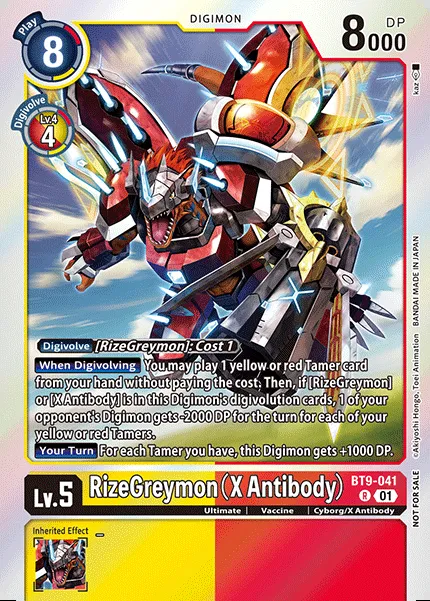 DIGIMON
Play
8
8000 DP
Digivolve
Lv.4
4
kaz
Digivolve [RizeGreymon]: Cost 1
When Digivolving You may play 1 yellow or red Tamer card
from your hand without paying the cost. Then, if [RizeGreymon]
or [X Antibody] is in this Digimon's digivolution cards, 1 of your
opponent's Digimon gets -2000 DP for the turn for each of your
yellow or red Tamers.
Your Turn For each Tamer you have, this Digimon gets +1000 DP.
©Akiyoshi Hongo, Toei Animation BANDAI MADE IN JAPAN
NOT FOR SALE
Lv.5
RizeGreymon (X Antibody)
BT9-041
R 01
Ultimate | Vaccine | Cyborg/X Antibody
Inherited Effect
-